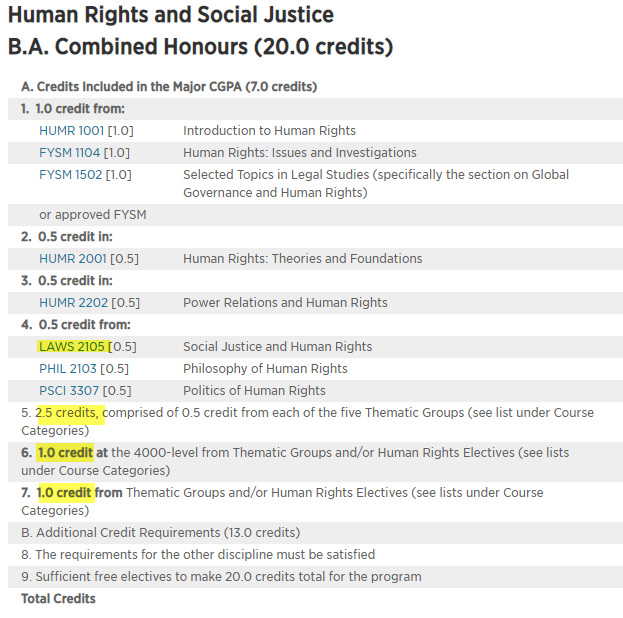 Human Rights and Social Justice
B.A. Combined Honours (20.0 credits)
A. Credits Included in the Major CGPA (7.0 credits)
1. 1.0 credit from:
HUMR 1001 [1.0] Introduction to Human Rights
FYSM 1104 [1.0] Human Rights: Issues and Investigations
FYSM 1502 [1.0] Selected Topics in Legal Studies (specifically the section on Global
Governance and Human Rights)
or approved FYSM
2. 0.5 credit in:
HUMR 2001 [0.5] Human Rights: Theories and Foundations
3. 0.5 credit in:
HUMR 2202 [0.5] Power Relations and Human Rights
4. 0.5 credit from:
LAWS 2105 [0.5] Social Justice and Human Rights
PHIL 2103 [0.5] Philosophy of Human Rights
PSCI 3307 [0.5] Politics of Human Rights
5. 2.5 credits, comprised of 0.5 credit from each of the five Thematic Groups (see list under Course
Categories)
6. 1.0 credit at the 4000-level from Thematic Groups and/or Human Rights Electives (see lists
under Course Categories)
7. 1.0 credit from Thematic Groups and/or Human Rights Electives (see lists under Course
Categories)
B. Additional Credit Requirements (13.0 credits)
8. The requirements for the other discipline must be satisfied
9. Sufficient free electives to make 20.0 credits total for the program
Total Credits